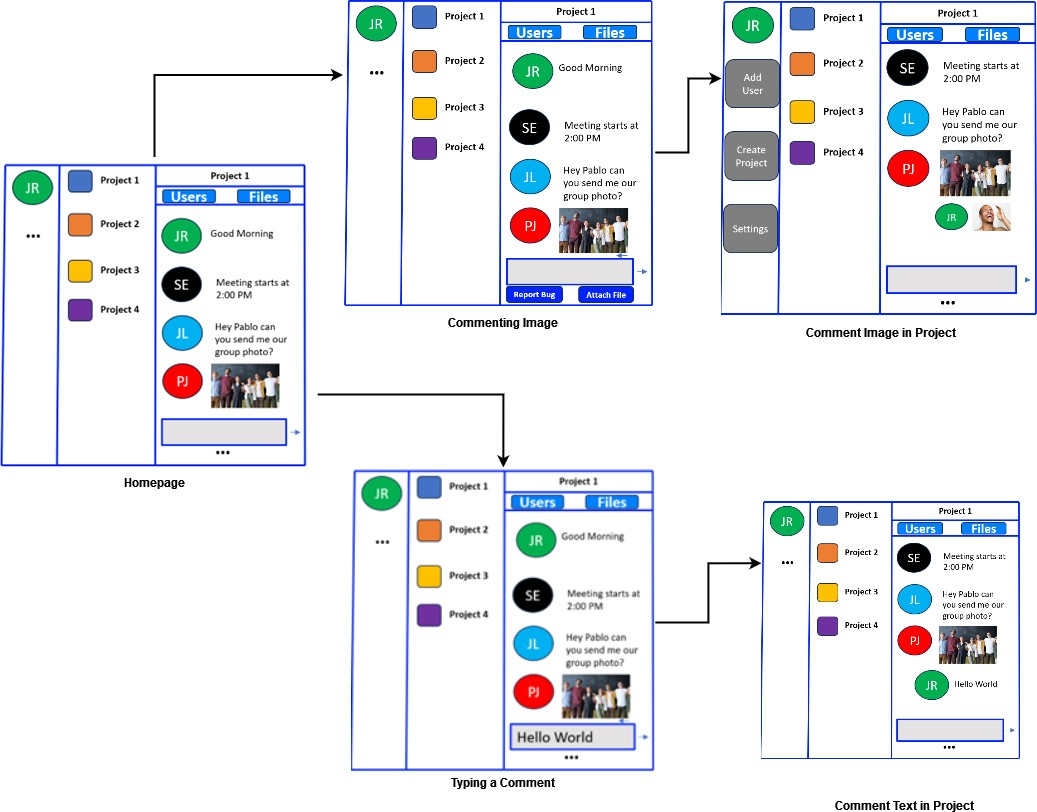 JR
Project 1
Project 1
Users
Files
Project 2
JR
Good Morning
...
Project 3
SE
Meeting starts at
2:00 PM
Project 4
JL
Hey Pablo can
you send me our
group photo?
PJ
Report Bug
Attach File
Commenting Image
JR
Project 1
Project 1
Users
Files
Add
User
Project 2
SE
Meeting starts at
2:00 PM
Project 3
JL
Hey Pablo can
you send me our
group photo?
Create
Project
Project 4
PJ
Settings
JR
...
Comment Image in Project
JR
Project 1
Project 1
Users
Files
...
Project 2
JR
Good Morning
Project 3
SE
Meeting starts at
2:00 PM
Project 4
JL
Hey Pablo can
you send me our
group photo?
PJ
...
Homepage
JR
Project 1
Project 1
Users
Files
...
Project 2
JR
Good Morning
Project 3
SE
Meeting starts at
2:00 PM
Project 4
JL
Hey Pablo can
you send me our
group photo?
PJ
Hello World
...
Typing a Comment
JR
Project 1
Project 1
Users
Files
...
Project 2
SE
Meeting starts at
2:00 PM
Project 3
JL
Hey Pablo can
you send me our
group photo?
Project 4
PJ
JR
Hello World
...
Comment Text in Project